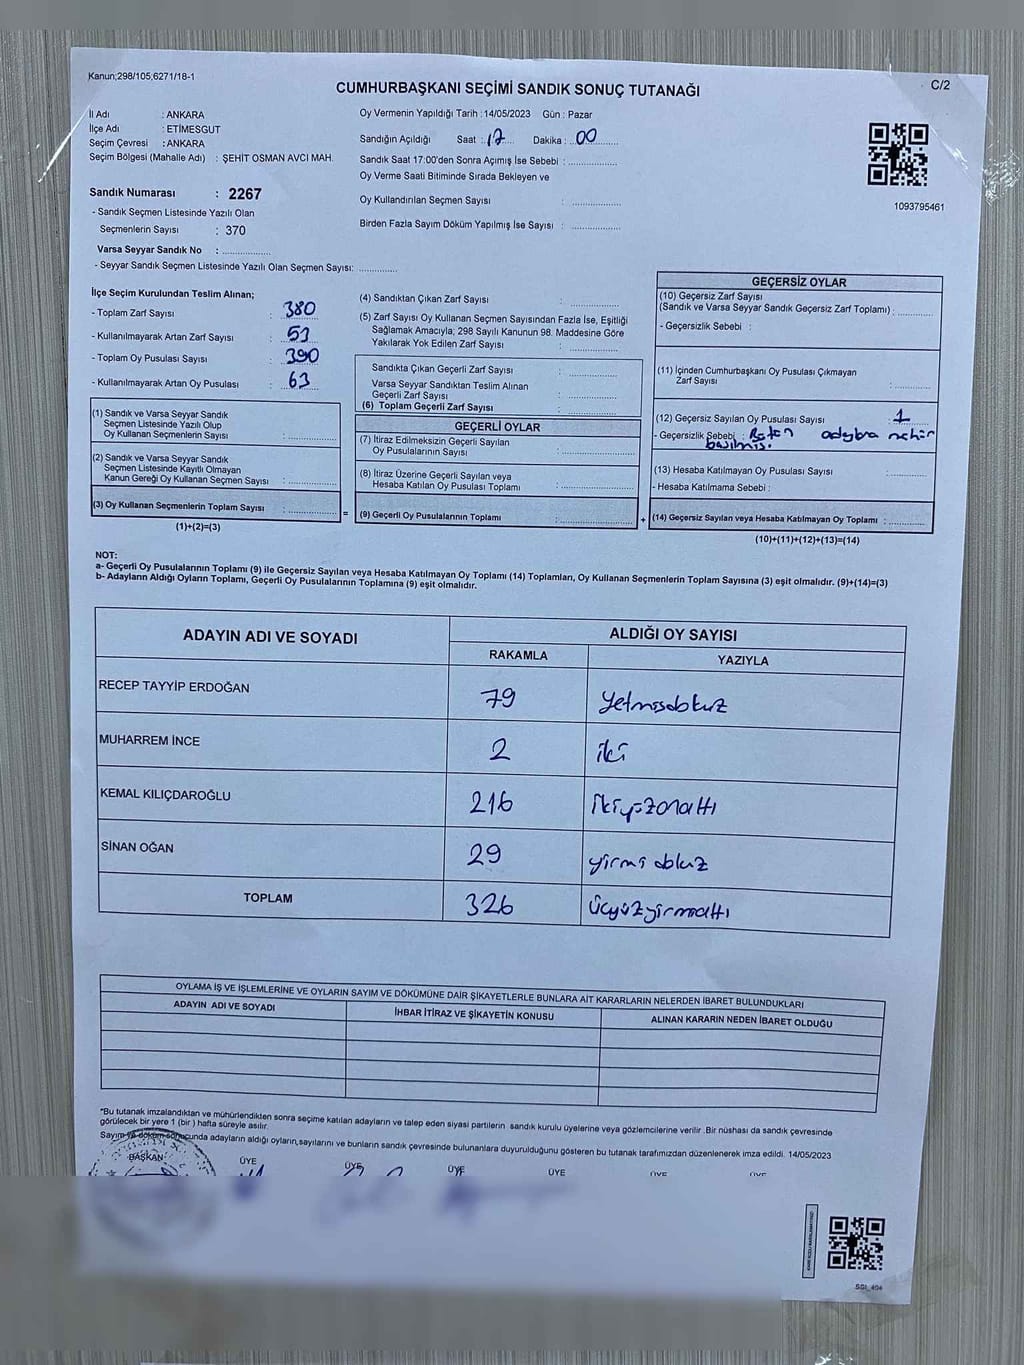 Kanun;298/105;6271/18-1
C/2
CUMHURBAŞKANI SEÇİMİ SANDIK SONUÇ TUTANAĞI
İl Adı : ANKARA
İlçe Adı : ETİMESGUT
Seçim Çevresi : ANKARA
Seçim Bölgesi (Mahalle Adı) : ŞEHİT OSMAN AVCI MAH.
Sandık Numarası : 2267
- Sandık Seçmen Listesinde Yazılı Olan
Seçmenlerin Sayısı : 370
Varsa Seyyar Sandık No :
- Seyyar Sandık Seçmen Listesinde Yazılı Olan Seçmen Sayısı:
Oy Vermenin Yapıldığı Tarih : 14/05/2023 Gün : Pazar
Sandığın Açıldığı Saat : 17 Dakika : 00
Sandık Saat 17:00'den Sonra Açımış İse Sebebi :
Oy Verme Saati Bitiminde Sırada Bekleyen ve
Oy Kullandırılan Seçmen Sayısı :
Birden Fazla Sayım Döküm Yapılmış İse Sayısı :
1093795461
İlçe Seçim Kurulundan Teslim Alınan;
- Toplam Zarf Sayısı : 380
- Kullanılmayarak Artan Zarf Sayısı : 53
- Toplam Oy Pusulası Sayısı : 390
- Kullanılmayarak Artan Oy Pusulası : 63
(1) Sandık ve Varsa Seyyar Sandık
Seçmen Listesinde Yazılı Olup
Oy Kullanan Seçmenlerin Sayısı :
(2) Sandık ve Varsa Seyyar Sandık
Seçmen Listesinde Kayıtlı Olmayan
Kanun Gereği Oy Kullanan Seçmen Sayısı :
(3) Oy Kullanan Seçmenlerin Toplam Sayısı :
(1)+(2)=(3)
(4) Sandıktan Çıkan Zarf Sayısı :
(5) Zarf Sayısı Oy Kullanan Seçmen Sayısından Fazla İse, Eşitliği
Sağlamak Amacıyla; 298 Sayılı Kanunun 98. Maddesine Göre
Yakılarak Yok Edilen Zarf Sayısı :
Sandıkta Çıkan Geçerli Zarf Sayısı :
Varsa Seyyar Sandıktan Teslim Alınan
Geçerli Zarf Sayısı :
(6) Toplam Geçerli Zarf Sayısı :
GEÇERLİ OYLAR
(7) İtiraz Edilmeksizin Geçerli Sayılan
Oy Pusulalarının Sayısı :
(8) İtiraz Üzerine Geçerli Sayılan veya
Hesaba Katılan Oy Pusulası Toplamı :
= (9) Geçerli Oy Pusulalarının Toplamı :
GEÇERSİZ OYLAR
(10) Geçersiz Zarf Sayısı
(Sandık ve Varsa Seyyar Sandık Geçersiz Zarf Toplamı) :
- Geçersizlik Sebebi :
(11) İçinden Cumhurbaşkanı Oy Pusulası Çıkmayan
Zarf Sayısı :
(12) Geçersiz Sayılan Oy Pusulası Sayısı : 1
- Geçersizlik Sebebi :
basılmış.
(13) Hesaba Katılmayan Oy Pusulası Sayısı :
- Hesaba Katılmama Sebebi :
+ (14) Geçersiz Sayılan veya Hesaba Katılmayan Oy Toplamı :
(10)+(11)+(12)+(13)=(14)
NOT:
a- Geçerli Oy Pusulalarının Toplamı (9) ile Geçersiz Sayılan veya Hesaba Katılmayan Oy Toplamı (14) Toplamları, Oy Kullanan Seçmenlerin Toplam Sayısına (3) eşit olmalıdır. (9)+(14)=(3)
b- Adayların Aldığı Oyların Toplamı, Geçerli Oy Pusulalarının Toplamına (9) eşit olmalıdır.
ADAYIN ADI VE SOYADI ALDIĞI OY SAYISI
RAKAMLA YAZIYLA
RECEP TAYYİP ERDOĞAN 79 yetmişdokuz
MUHARREM İNCE 2 iki
KEMAL KILIÇDAROĞLU 216 ikiyüzonaltı
SİNAN OĞAN 29 yirmi dokuz
TOPLAM 326 üçyüzyirmialtı
OYLAMA İŞ VE İŞLEMLERİNE VE OYLARIN SAYIM VE DÖKÜMÜNE DAİR ŞİKAYETLERLE BUNLARA AİT KARARLARIN NELERDEN İBARET BULUNDUKLARI
ADAYIN ADI VE SOYADI İHBAR İTİRAZ VE ŞİKAYETİN KONUSU ALINAN KARARIN NEDEN İBARET OLDUĞU
"Bu tutanak imzalandıktan ve mühürlendikten sonra seçime katılan adayların ve talep eden siyasi partilerin sandık kurulu üyelerine veya gözlemcilerine verilir .Bir nüshası da sandık çevresinde
görülecek bir yere 1 (bir ) hafta süreyle asılır.
Sayım ve döküm sonucunda adayların aldığı oyların,sayılarını ve bunların sandık çevresinde bulunanlara duyurulduğunu gösteren bu tutanak tarafımızdan düzenlenerek imza edildi. 14/05/2023
BAŞKAN ÜYE ÜYE ÜYE ÜYE ÜYE ÜYE